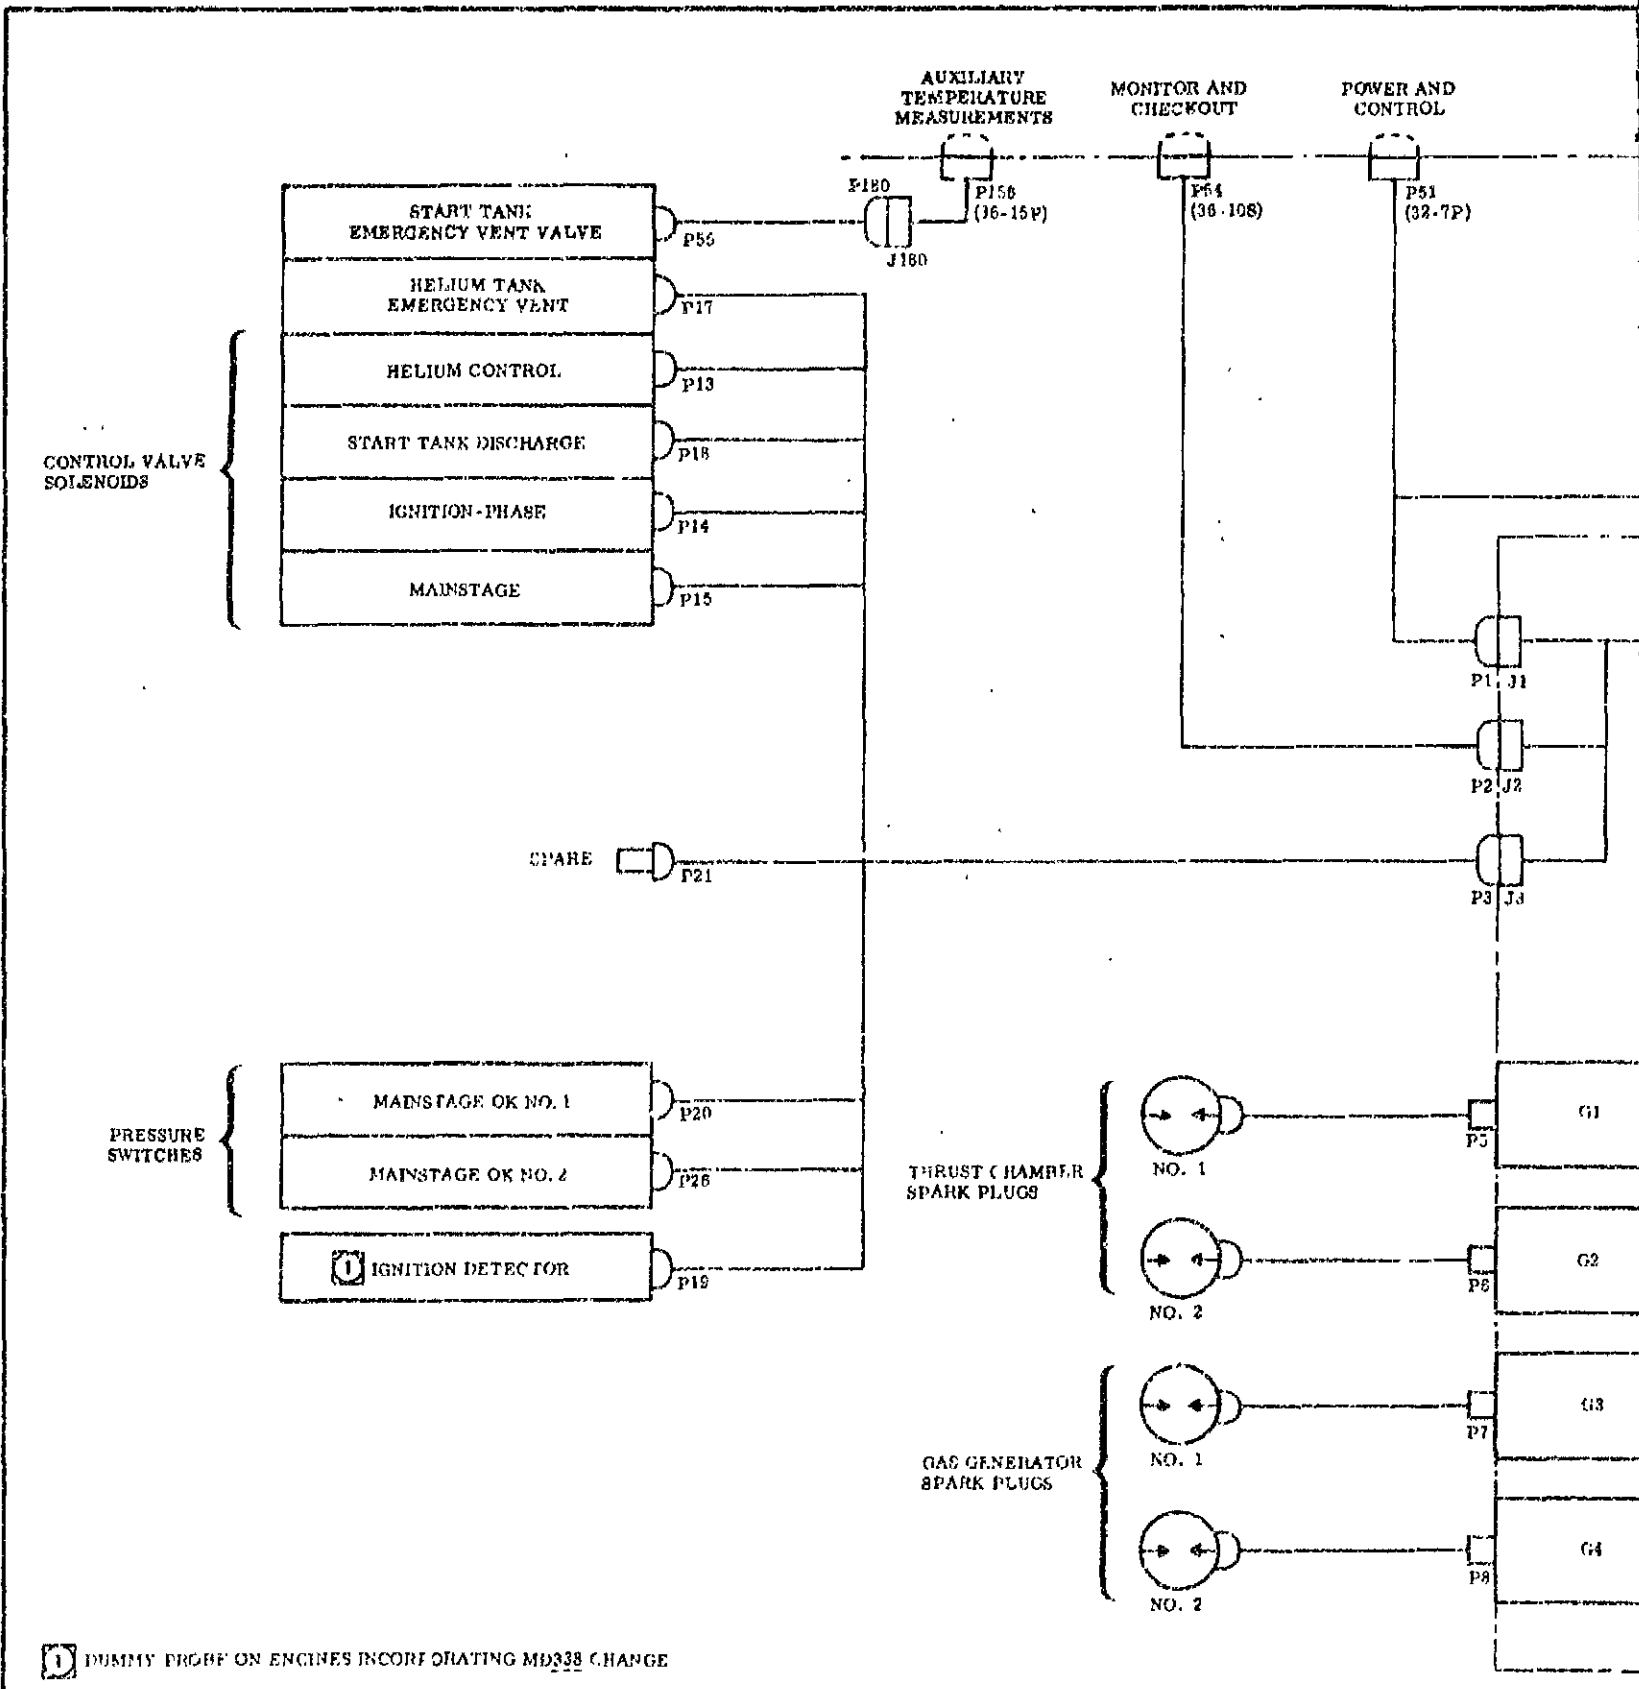 AUXILIARY
TEMPERATURE
MEASUREMENTS
MONITOR AND
CHECKOUT
POWER AND
CONTROL
P180
P156
(36-15P)
P54
(36-108)
P51
(32-7P)
J180
START TANK
EMERGENCY VENT VALVE
P55
HELIUM TANK
EMERGENCY VENT
P17
HELIUM CONTROL
P13
CONTROL VALVE
SOLENOIDS
START TANK DISCHARGE
P18
IGNITION-PHASE
P14
MAINSTAGE
P15
P1 J1
P2 J2
SPARE
P21
P3 J3
PRESSURE
SWITCHES
MAINSTAGE OK NO. 1
P20
MAINSTAGE OK NO. 2
P26
1 IGNITION DETECTOR
P19
THRUST CHAMBER
SPARK PLUGS
NO. 1
P5
G1
NO. 2
P6
G2
GAS GENERATOR
SPARK PLUGS
NO. 1
P7
G3
NO. 2
P8
G4
1 DUMMY PROBE ON ENGINES INCORPORATING MD338 CHANGE